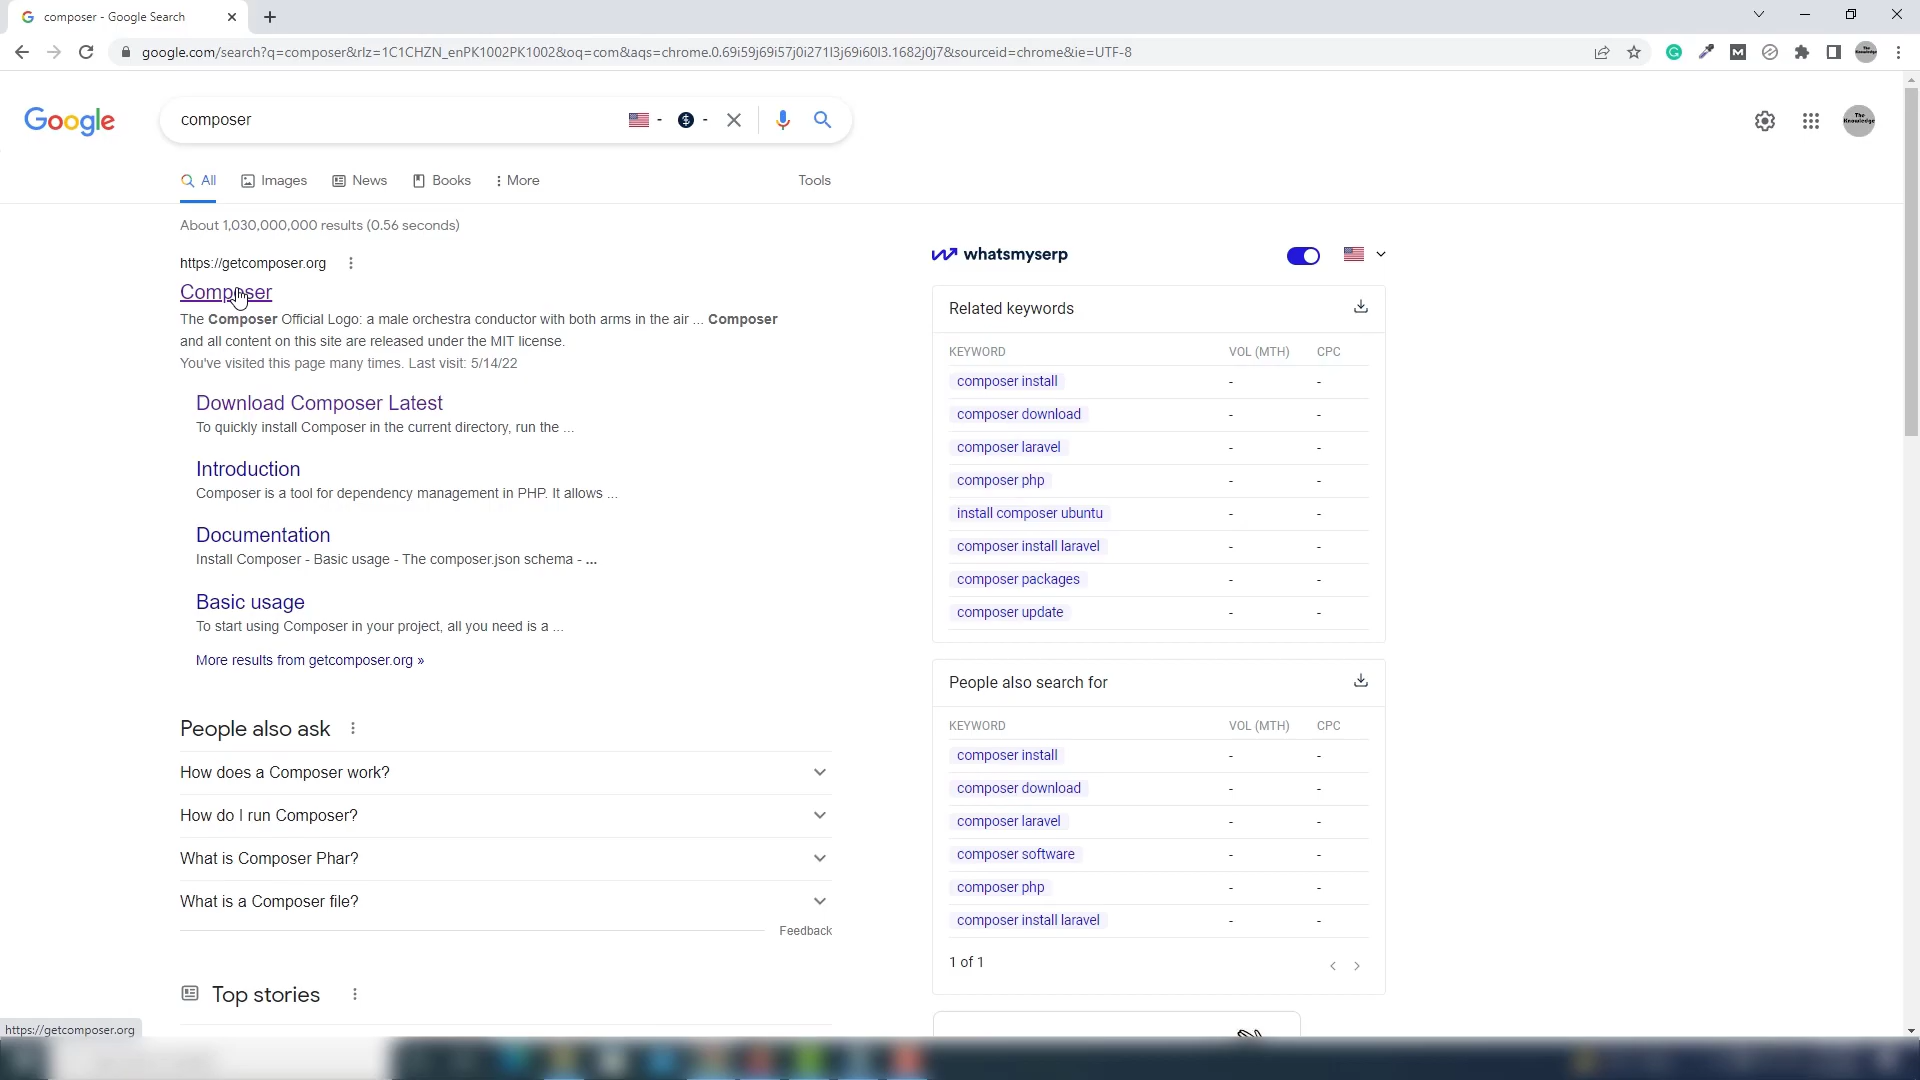 composer - Google Search
google.com/search?q=composer&rlz=1C1CHZN_enPK1002PK1002&oq=com&aqs=chrome.0.69i59j69i57j0i271l3j69i60l3.1682j0j7&sourceid=chrome&ie=UTF-8
Google
composer
The Knowledge
All
Images
News
Books
More
Tools
About 1,030,000,000 results (0.56 seconds)
https://getcomposer.org
Composer
The Composer Official Logo: a male orchestra conductor with both arms in the air ... Composer
and all content on this site are released under the MIT license.
You've visited this page many times. Last visit: 5/14/22
Download Composer Latest
To quickly install Composer in the current directory, run the ...
Introduction
Composer is a tool for dependency management in PHP. It allows ...
Documentation
Install Composer - Basic usage - The composer.json schema - ...
Basic usage
To start using Composer in your project, all you need is a ...
More results from getcomposer.org »
People also ask
How does a Composer work?
How do I run Composer?
What is Composer Phar?
What is a Composer file?
Feedback
Top stories
https://getcomposer.org
whatsmyserp
Related keywords
KEYWORD VOL (MTH) CPC
composer install - -
composer download - -
composer laravel - -
composer php - -
install composer ubuntu - -
composer install laravel - -
composer packages - -
composer update - -
People also search for
KEYWORD VOL (MTH) CPC
composer install - -
composer download - -
composer laravel - -
composer software - -
composer php - -
composer install laravel - -
1 of 1